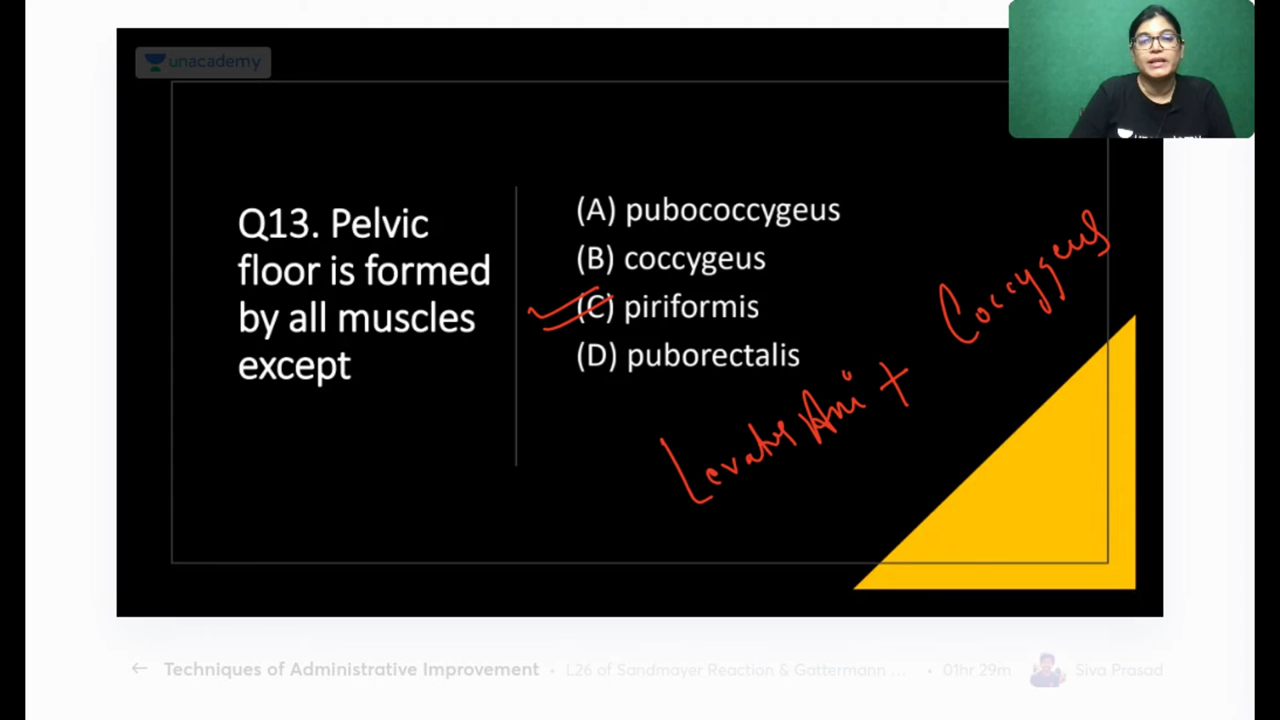 unacademy
Q13. Pelvic
floor is formed
by all muscles
except
(A) pubococcygeus
(B) coccygeus
(C) piriformis
(D) puborectalis
Levator Ani + Coccygeus
← Techniques of Administrative Improvement • L26 of Sandmayer Reaction & Gattermann ... • 01hr 29m Siva Prasad